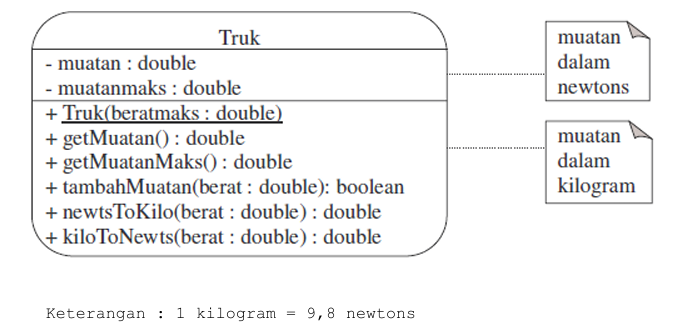 Truk
- muatan : double
- muatanmaks : double
+ Truk(beratmaks : double)
+ getMuatan() : double
+ getMuatanMaks() : double
+ tambahMuatan(berat : double): boolean
+ newtsToKilo(berat : double) : double
+ kiloToNewts(berat : double) : double
muatan
dalam
newtons
muatan
dalam
kilogram
Keterangan : 1 kilogram = 9,8 newtons